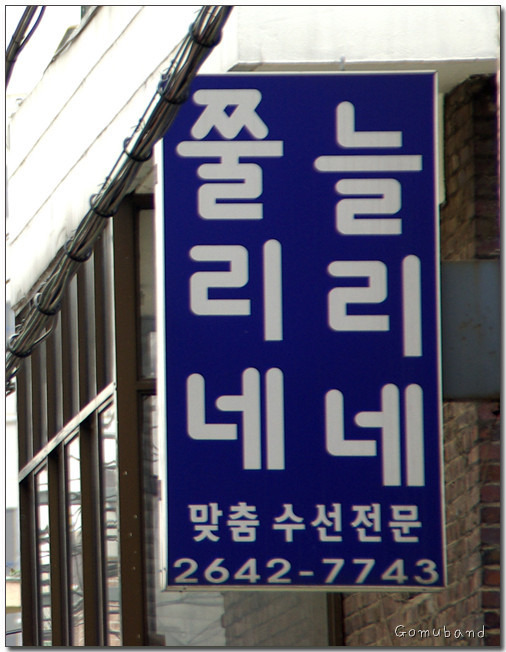 쭐리네
늘리네
맞춤 수선전문
2642-7743
Gomuband